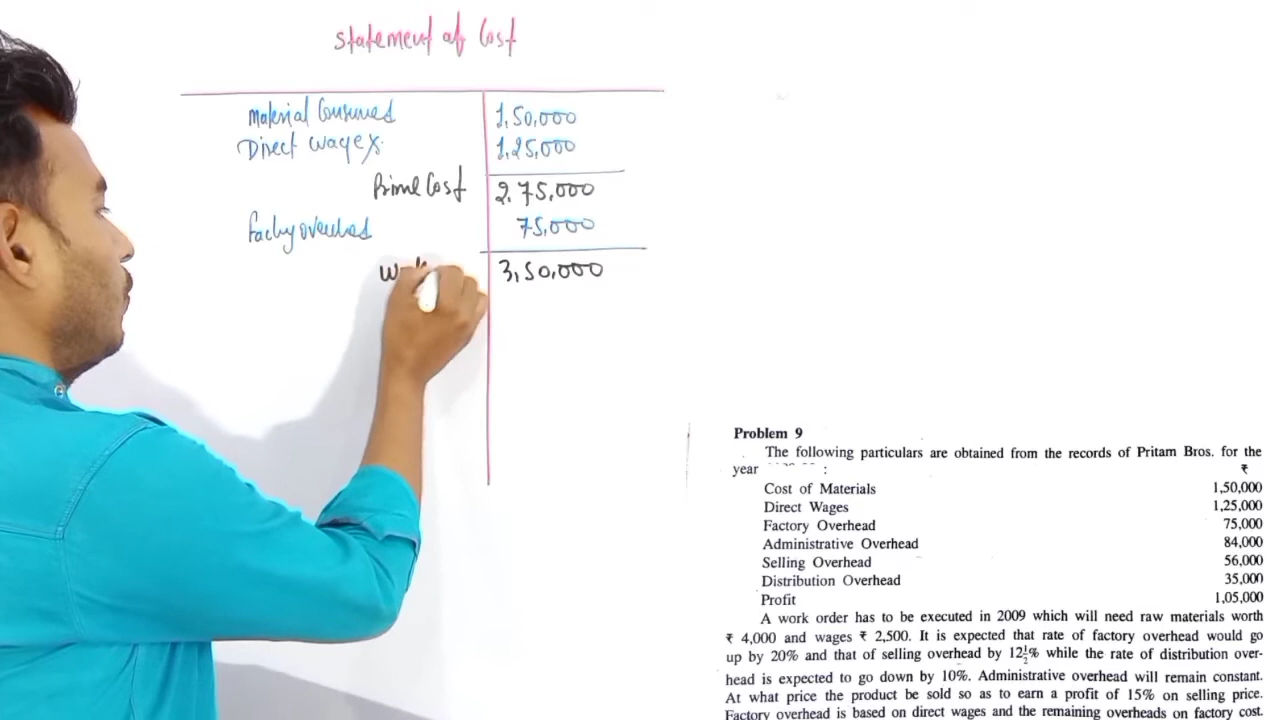 Statement of Cost
Material Consumed 1,50,000
Direct Wages. 1,25,000
Prime Cost 2,75,000
Factory overhead 75,000
3,50,000
Problem 9
The following particulars are obtained from the records of Pritam Bros. for the
year :
₹
Cost of Materials 1,50,000
Direct Wages 1,25,000
Factory Overhead 75,000
Administrative Overhead 84,000
Selling Overhead 56,000
Distribution Overhead 35,000
Profit 1,05,000
A work order has to be executed in 2009 which will need raw materials worth
₹ 4,000 and wages ₹ 2,500. It is expected that rate of factory overhead would go
up by 20% and that of selling overhead by 12½% while the rate of distribution over-
head is expected to go down by 10%. Administrative overhead will remain constant.
At what price the product be sold so as to earn a profit of 15% on selling price.
Factory overhead is based on direct wages and the remaining overheads on factory cost.